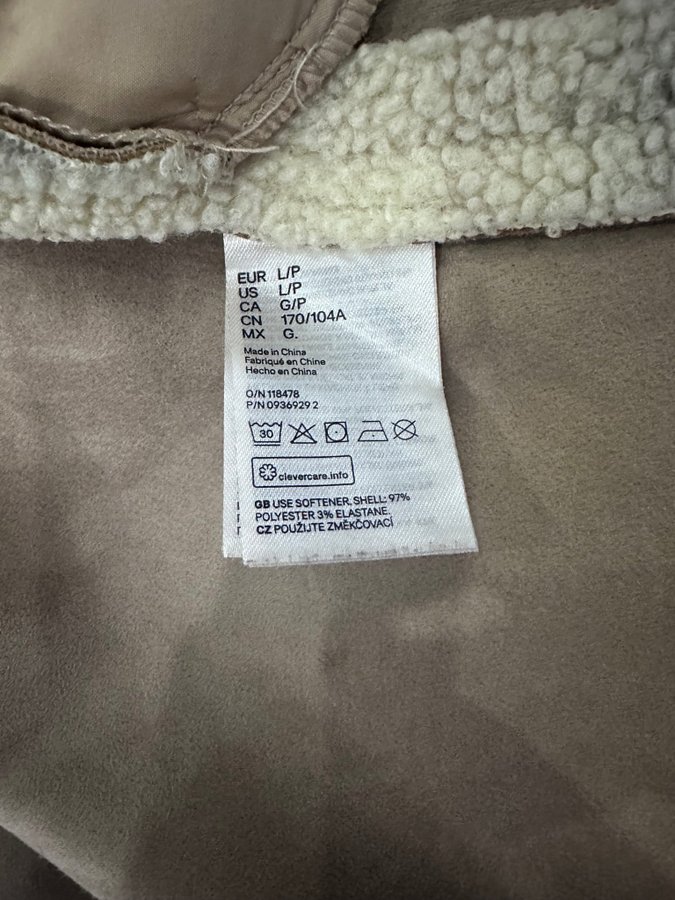 EUR L/P
US L/P
CA G/P
CN 170/104A
MX G.
Made in China
Fabriqué en Chine
Hecho en China
O/N 118478
P/N 0936929 2
30
clevercare.info
GB USE SOFTENER. SHELL: 97%
POLYESTER 3% ELASTANE.
CZ POUŽIJTE ZMĚKČOVACÍ